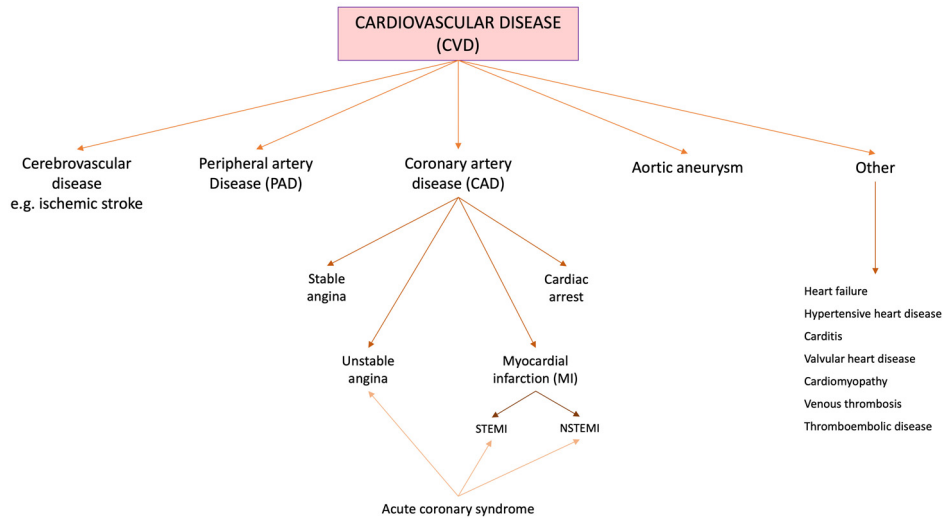 CARDIOVASCULAR DISEASE
(CVD)
Cerebrovascular
disease
e.g. ischemic stroke
Peripheral artery
Disease (PAD)
Coronary artery
disease (CAD)
Aortic aneurysm
Other
Stable
angina
Cardiac
arrest
Unstable
angina
Myocardial
infarction (MI)
STEMI
NSTEMI
Acute coronary syndrome
Heart failure
Hypertensive heart disease
Carditis
Valvular heart disease
Cardiomyopathy
Venous thrombosis
Thromboembolic disease